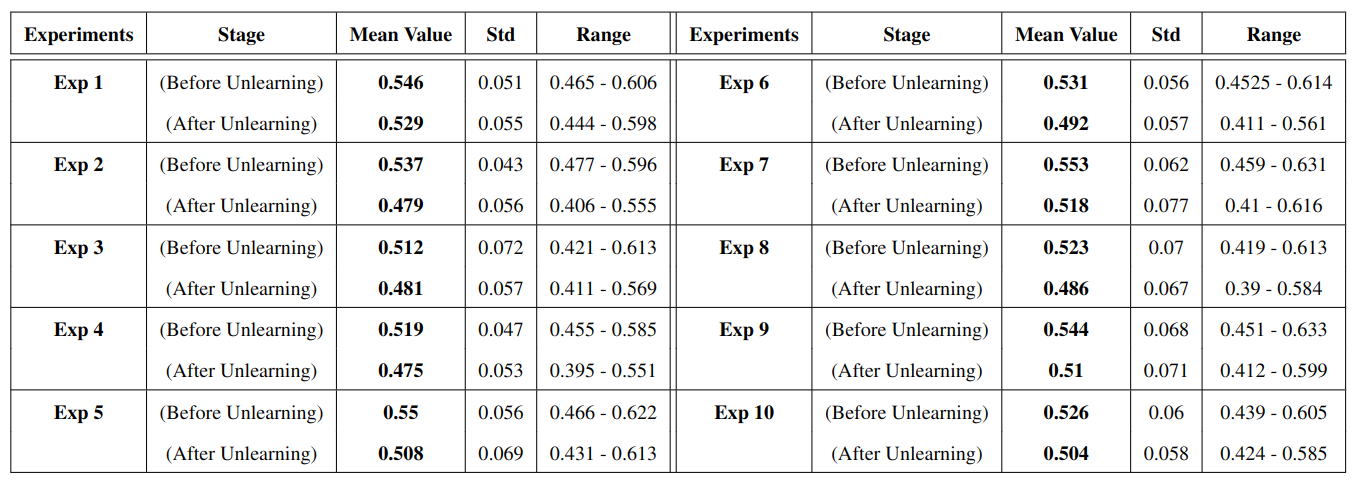 Experiments Stage Mean Value Std Range Experiments Stage Mean Value Std Range
Exp 1 (Before Unlearning) 0.546 0.051 0.465 - 0.606 Exp 6 (Before Unlearning) 0.531 0.056 0.4525 - 0.614
(After Unlearning) 0.529 0.055 0.444 - 0.598 (After Unlearning) 0.492 0.057 0.411 - 0.561
Exp 2 (Before Unlearning) 0.537 0.043 0.477 - 0.596 Exp 7 (Before Unlearning) 0.553 0.062 0.459 - 0.631
(After Unlearning) 0.479 0.056 0.406 - 0.555 (After Unlearning) 0.518 0.077 0.41 - 0.616
Exp 3 (Before Unlearning) 0.512 0.072 0.421 - 0.613 Exp 8 (Before Unlearning) 0.523 0.07 0.419 - 0.613
(After Unlearning) 0.481 0.057 0.411 - 0.569 (After Unlearning) 0.486 0.067 0.39 - 0.584
Exp 4 (Before Unlearning) 0.519 0.047 0.455 - 0.585 Exp 9 (Before Unlearning) 0.544 0.068 0.451 - 0.633
(After Unlearning) 0.475 0.053 0.395 - 0.551 (After Unlearning) 0.51 0.071 0.412 - 0.599
Exp 5 (Before Unlearning) 0.55 0.056 0.466 - 0.622 Exp 10 (Before Unlearning) 0.526 0.06 0.439 - 0.605
(After Unlearning) 0.508 0.069 0.431 - 0.613 (After Unlearning) 0.504 0.058 0.424 - 0.585